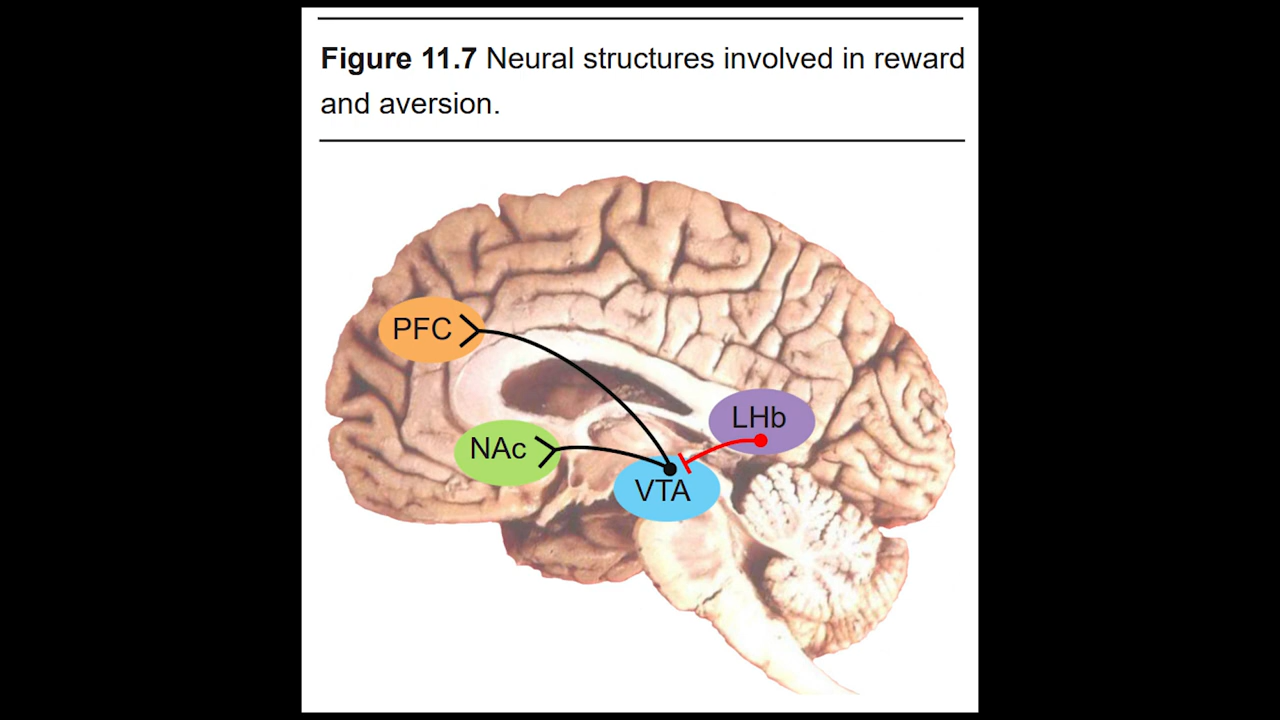 Figure 11.7 Neural structures involved in reward
and aversion.
PFC
LHb
NAc
VTA